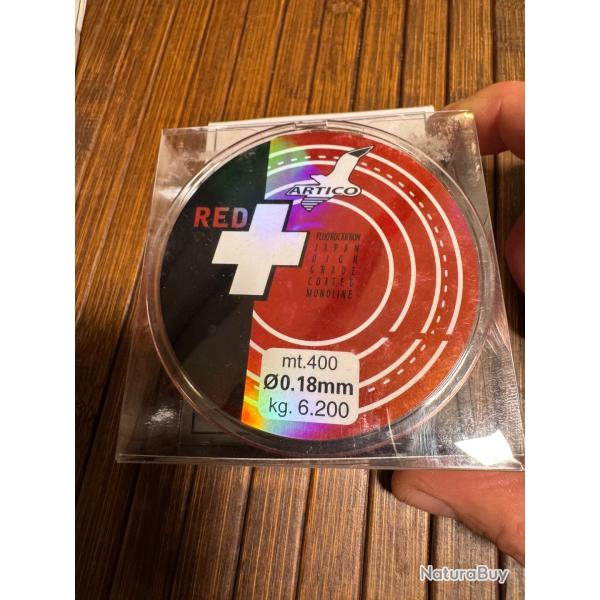 ARTICO
RED
FLUOROCARBON
JAPAN
HIGH
GRADE
COATED
MONOLINE
mt.400
Ø0.18mm
kg. 6.200
NaturaBuy